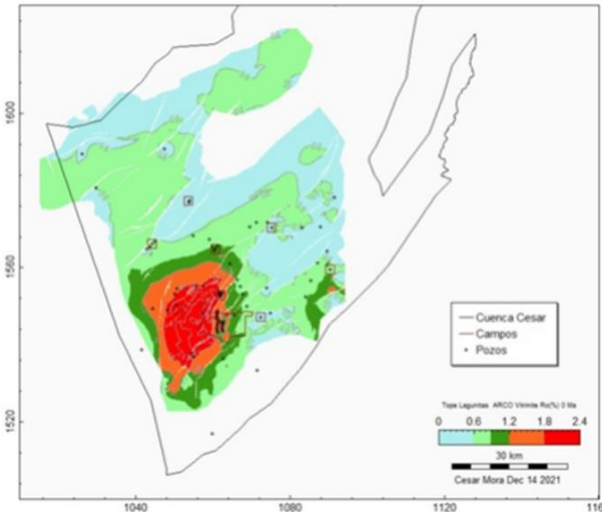 1600
1560
1520
1040
1080
1120
116
Cuenca Cesar
Campos
Pozos
Tope Lagunitas ARCO Vitrinite Ro(%) 0 Ma
0 0.6 1.2 1.8 2.4
30 km
Cesar Mora Dec 14 2021